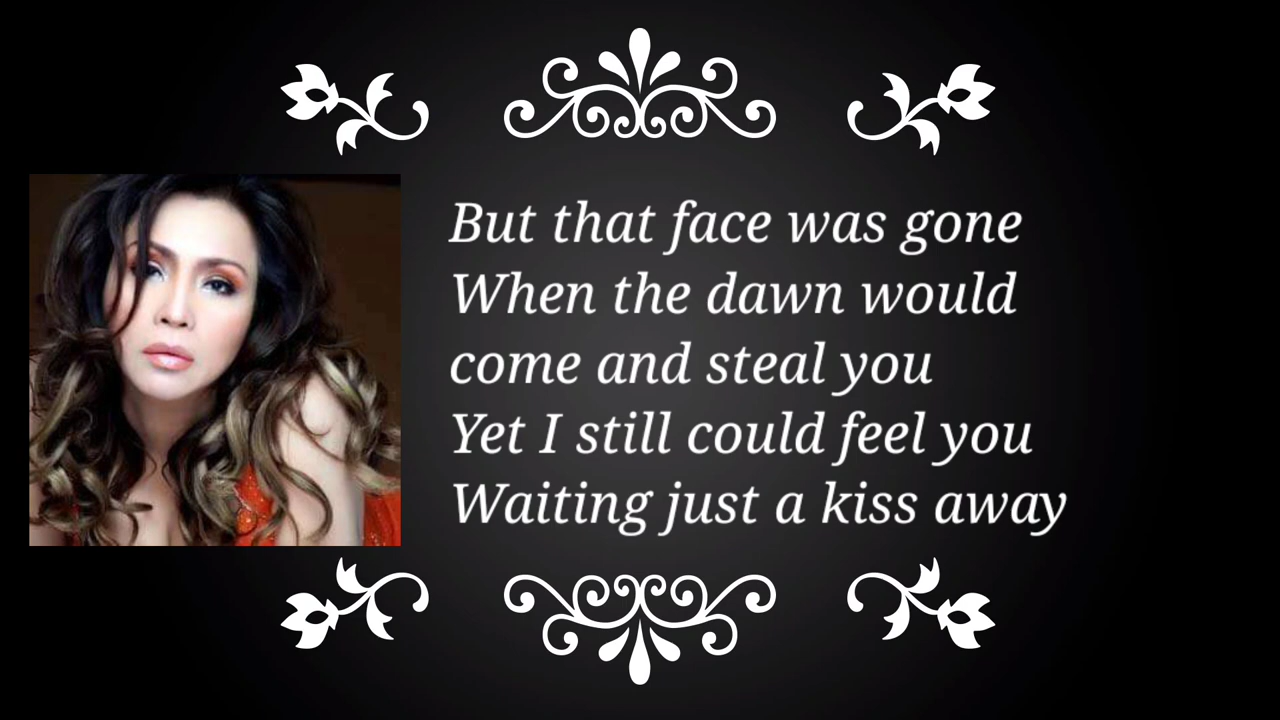 But that face was gone
When the dawn would
come and steal you
Yet I still could feel you
Waiting just a kiss away